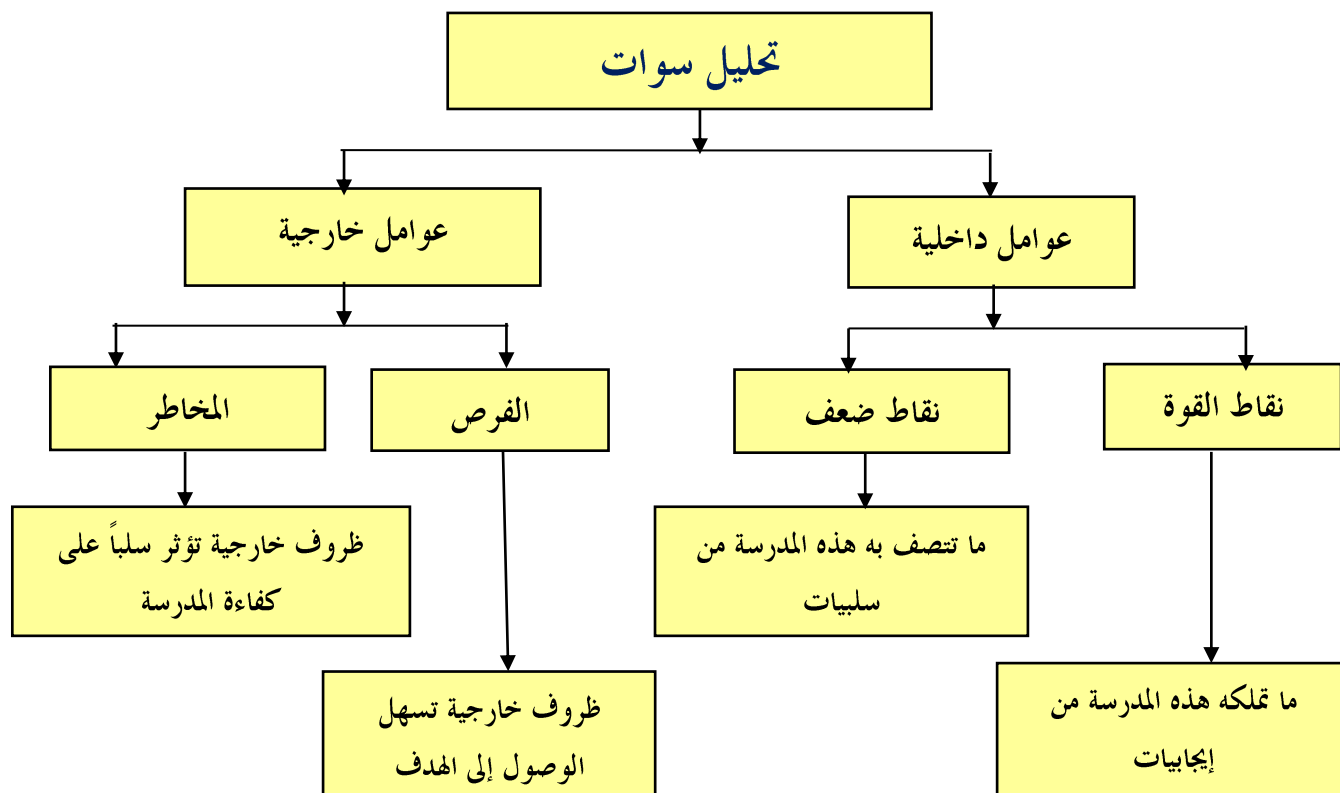 تحليل سوات
عوامل داخلية
عوامل خارجية
نقاط القوة
نقاط ضعف
الفرص
المخاطر
ما تملكه هذه المدرسة من
إيجابيات
ما تتصف به هذه المدرسة من
سلبيات
ظروف خارجية تسهل
الوصول إلى الهدف
ظروف خارجية تؤثر سلباً على
كفاءة المدرسة